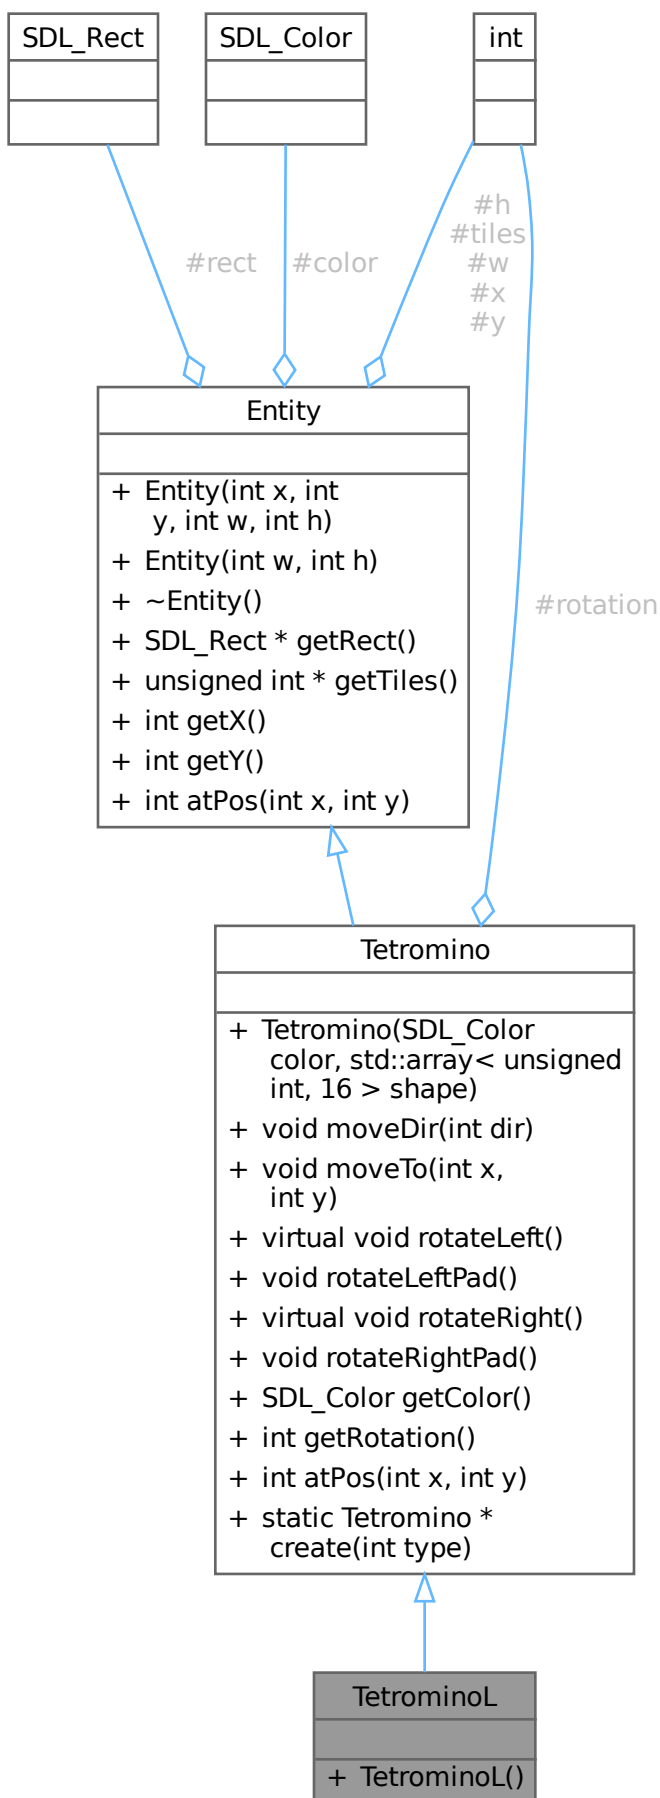 SDL_Rect
SDL_Color
int
#h
#tiles
#w
#x
#y
#rect
#color
Entity
+ Entity(int x, int
y, int w, int h)
+ Entity(int w, int h)
+ ~Entity()
+ SDL_Rect * getRect()
+ unsigned int * getTiles()
+ int getX()
+ int getY()
+ int atPos(int x, int y)
#rotation
Tetromino
+ Tetromino(SDL_Color
color, std::array< unsigned
int, 16 > shape)
+ void moveDir(int dir)
+ void moveTo(int x,
int y)
+ virtual void rotateLeft()
+ void rotateLeftPad()
+ virtual void rotateRight()
+ void rotateRightPad()
+ SDL_Color getColor()
+ int getRotation()
+ int atPos(int x, int y)
+ static Tetromino *
create(int type)
TetrominoL
+ TetrominoL()